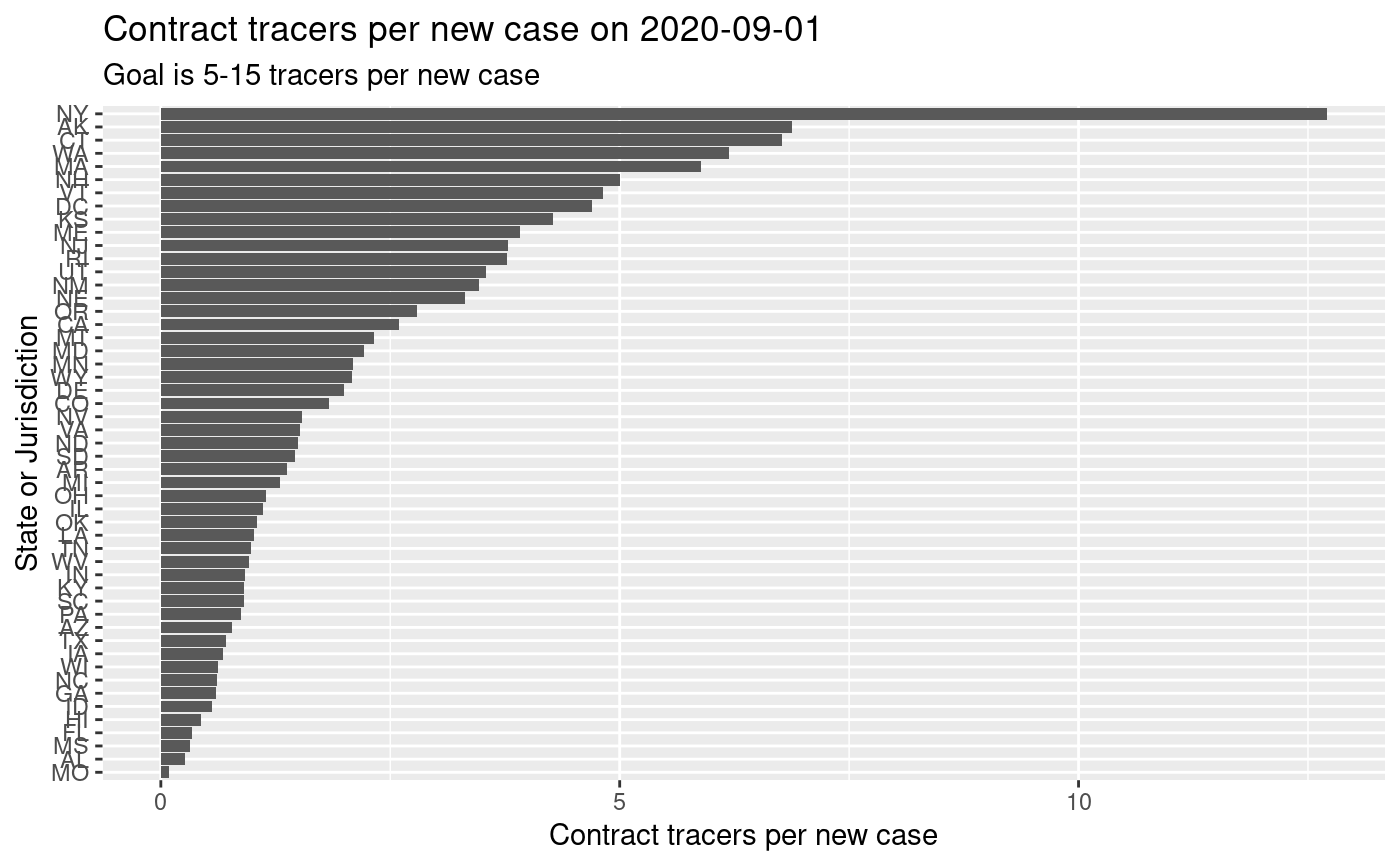 Contract tracers per new case on 2020-09-01
Goal is 5-15 tracers per new case
State or Jurisdiction
NY
AK
CT
WA
MA
NH
VT
DC
KS
ME
NJ
RI
UT
NM
NE
OR
CA
MT
MD
MN
WY
DE
CO
NV
VA
ND
SD
AR
MI
OH
IL
OK
LA
TN
WV
IN
KY
SC
PA
AZ
TX
IA
WI
NC
GA
ID
HI
FL
MS
AL
MO
0 5 10
Contract tracers per new case